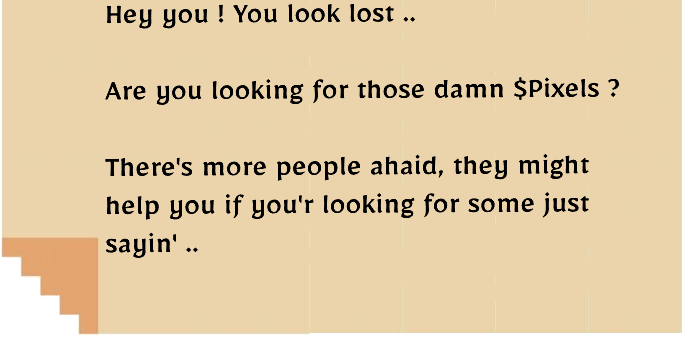 Hey you ! You look lost ..
Are you looking for those damn $Pixels ?
There's more people ahaid, they might
help you if you'r looking for some just
sayin' ..